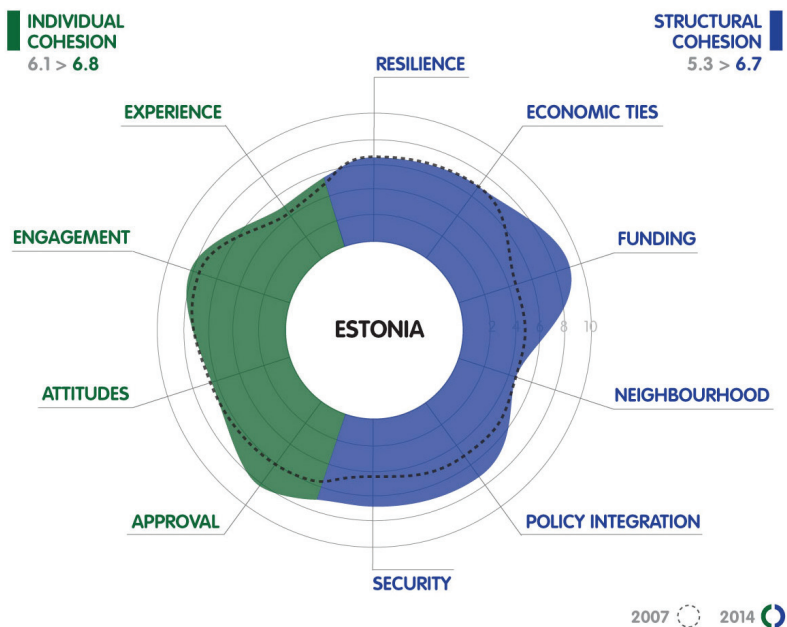 INDIVIDUAL
COHESION
6.1 > 6.8
STRUCTURAL
COHESION
5.3 > 6.7
RESILIENCE
EXPERIENCE
ECONOMIC TIES
ENGAGEMENT
FUNDING
ESTONIA
2 4 6 8 10
ATTITUDES
NEIGHBOURHOOD
APPROVAL
POLICY INTEGRATION
SECURITY
2007 2014